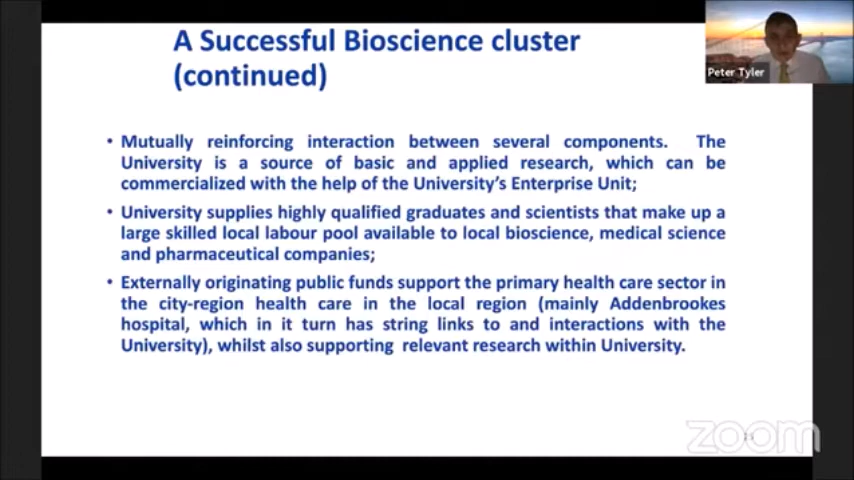 A Successful Bioscience cluster
(continued)
Peter Tyler
• Mutually reinforcing interaction between several components. The
University is a source of basic and applied research, which can be
commercialized with the help of the University's Enterprise Unit;
• University supplies highly qualified graduates and scientists that make up a
large skilled local labour pool available to local bioscience, medical science
and pharmaceutical companies;
• Externally originating public funds support the primary health care sector in
the city-region health care in the local region (mainly Addenbrookes
hospital, which in it turn has string links to and interactions with the
University), whilst also supporting relevant research within University.
zoom